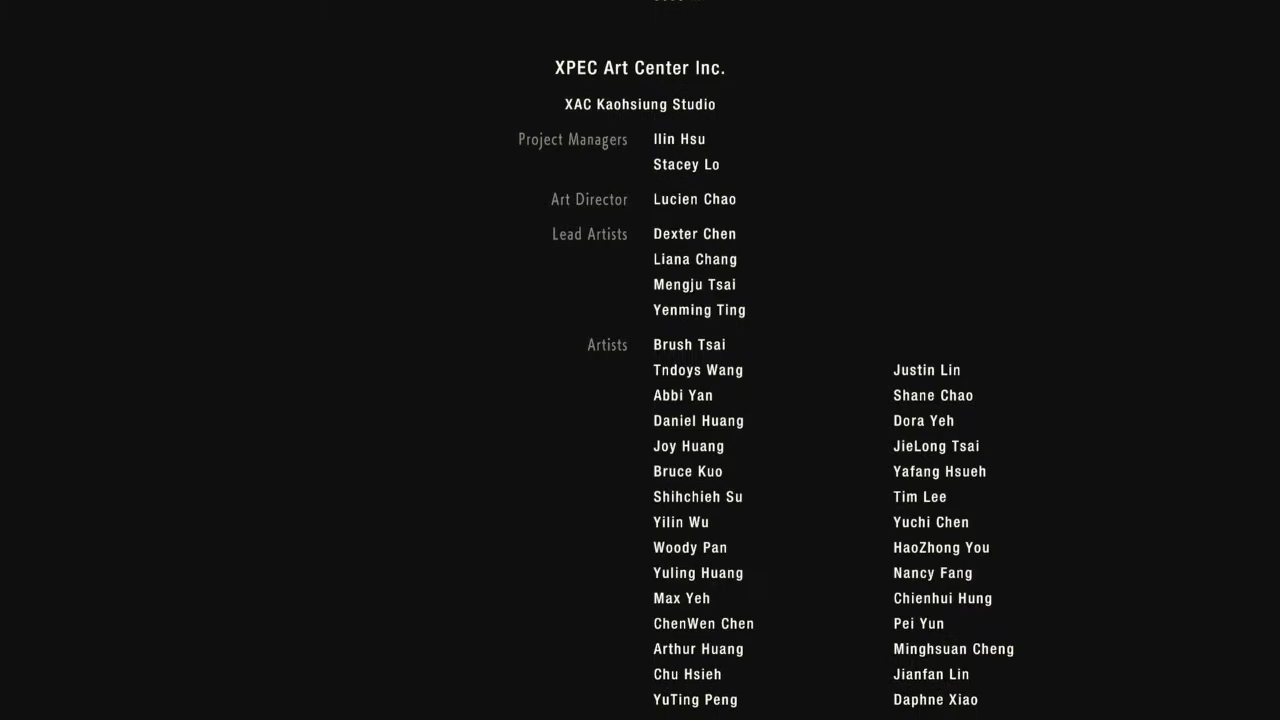 XPEC Art Center Inc.
XAC Kaohsiung Studio
Project Managers Ilin Hsu
Stacey Lo
Art Director Lucien Chao
Lead Artists Dexter Chen
Liana Chang
Mengju Tsai
Yenming Ting
Artists Brush Tsai
Tndoys Wang Justin Lin
Abbi Yan Shane Chao
Daniel Huang Dora Yeh
Joy Huang JieLong Tsai
Bruce Kuo Yafang Hsueh
Shihchieh Su Tim Lee
Yilin Wu Yuchi Chen
Woody Pan HaoZhong You
Yuling Huang Nancy Fang
Max Yeh Chienhui Hung
ChenWen Chen Pei Yun
Arthur Huang Minghsuan Cheng
Chu Hsieh Jianfan Lin
YuTing Peng Daphne Xiao